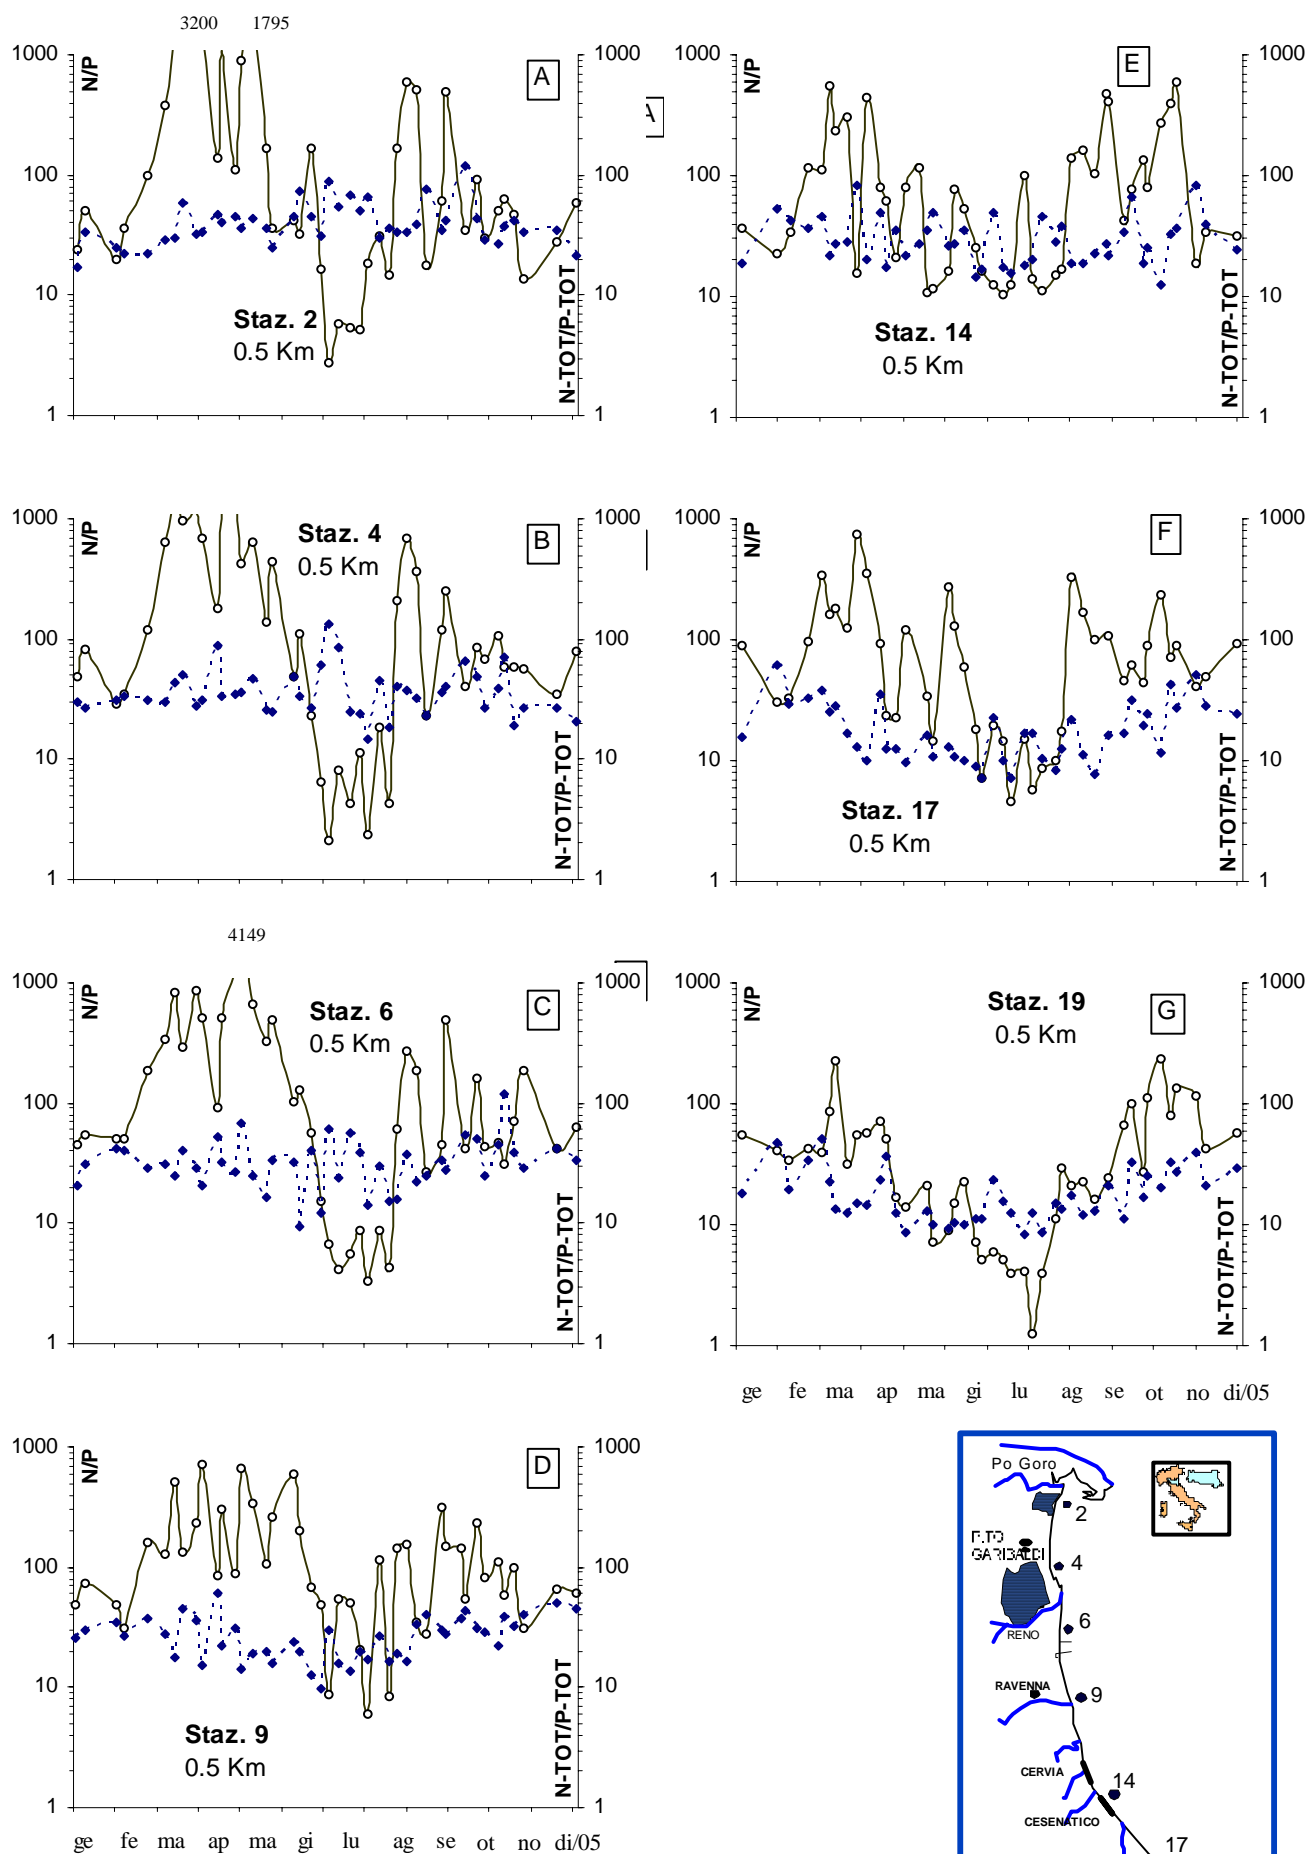 3200 1795
1000
100
10
1
N/P
A
Staz. 2
0.5 Km
N-TOT/P-TOT
1000
100
10
1
A
1000
100
10
1
N/P
E
Staz. 14
0.5 Km
N-TOT/P-TOT
1000
100
10
1
1000
100
10
1
N/P
Staz. 4
0.5 Km
B
N-TOT/P-TOT
1000
100
10
1
1000
100
10
1
N/P
F
Staz. 17
0.5 Km
N-TOT/P-TOT
1000
100
10
1
4149
1000
100
10
1
N/P
Staz. 6
0.5 Km
C
N-TOT/P-TOT
1000
100
10
1
1000
100
10
1
N/P
Staz. 19
0.5 Km
G
N-TOT/P-TOT
1000
100
10
1
ge fe ma ap ma gi lu ag se ot no di/05
1000
100
10
1
N/P
D
Staz. 9
0.5 Km
N-TOT/P-TOT
1000
100
10
1
ge fe ma ap ma gi lu ag se ot no di/05
Po Goro
2
P.TO
GARIBALDI
4
6
RENO
RAVENNA
9
CERVIA
14
CESENATICO
17